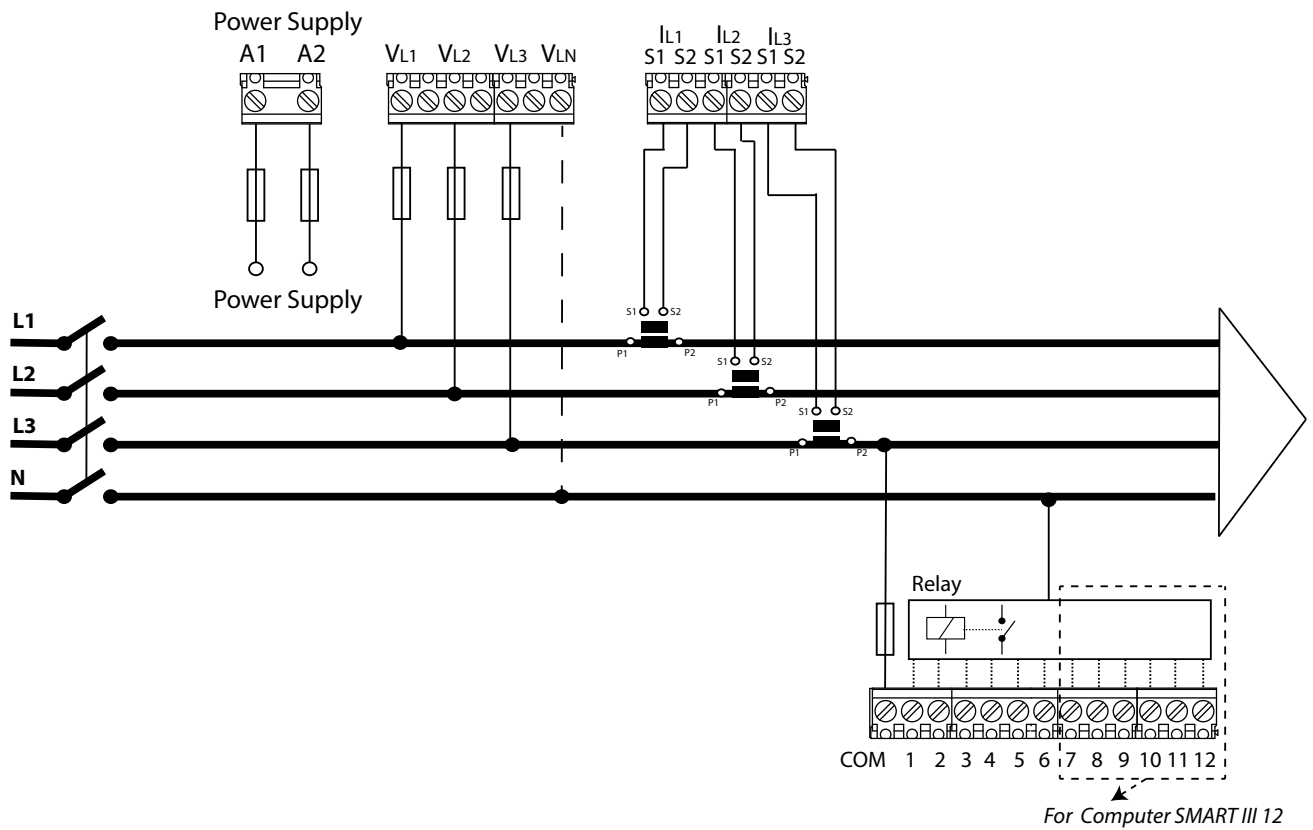 Power Supply
A1 A2
VL1 VL2 VL3 VLN
IL1 IL2 IL3
S1 S2 S1 S2 S1 S2
Power Supply
L1
S1 S2
P1 P2
L2
S1 S2
P1 P2
L3
S1 S2
P1 P2
N
Relay
COM 1 2 3 4 5 6 7 8 9 10 11 12
For Computer SMART III 12